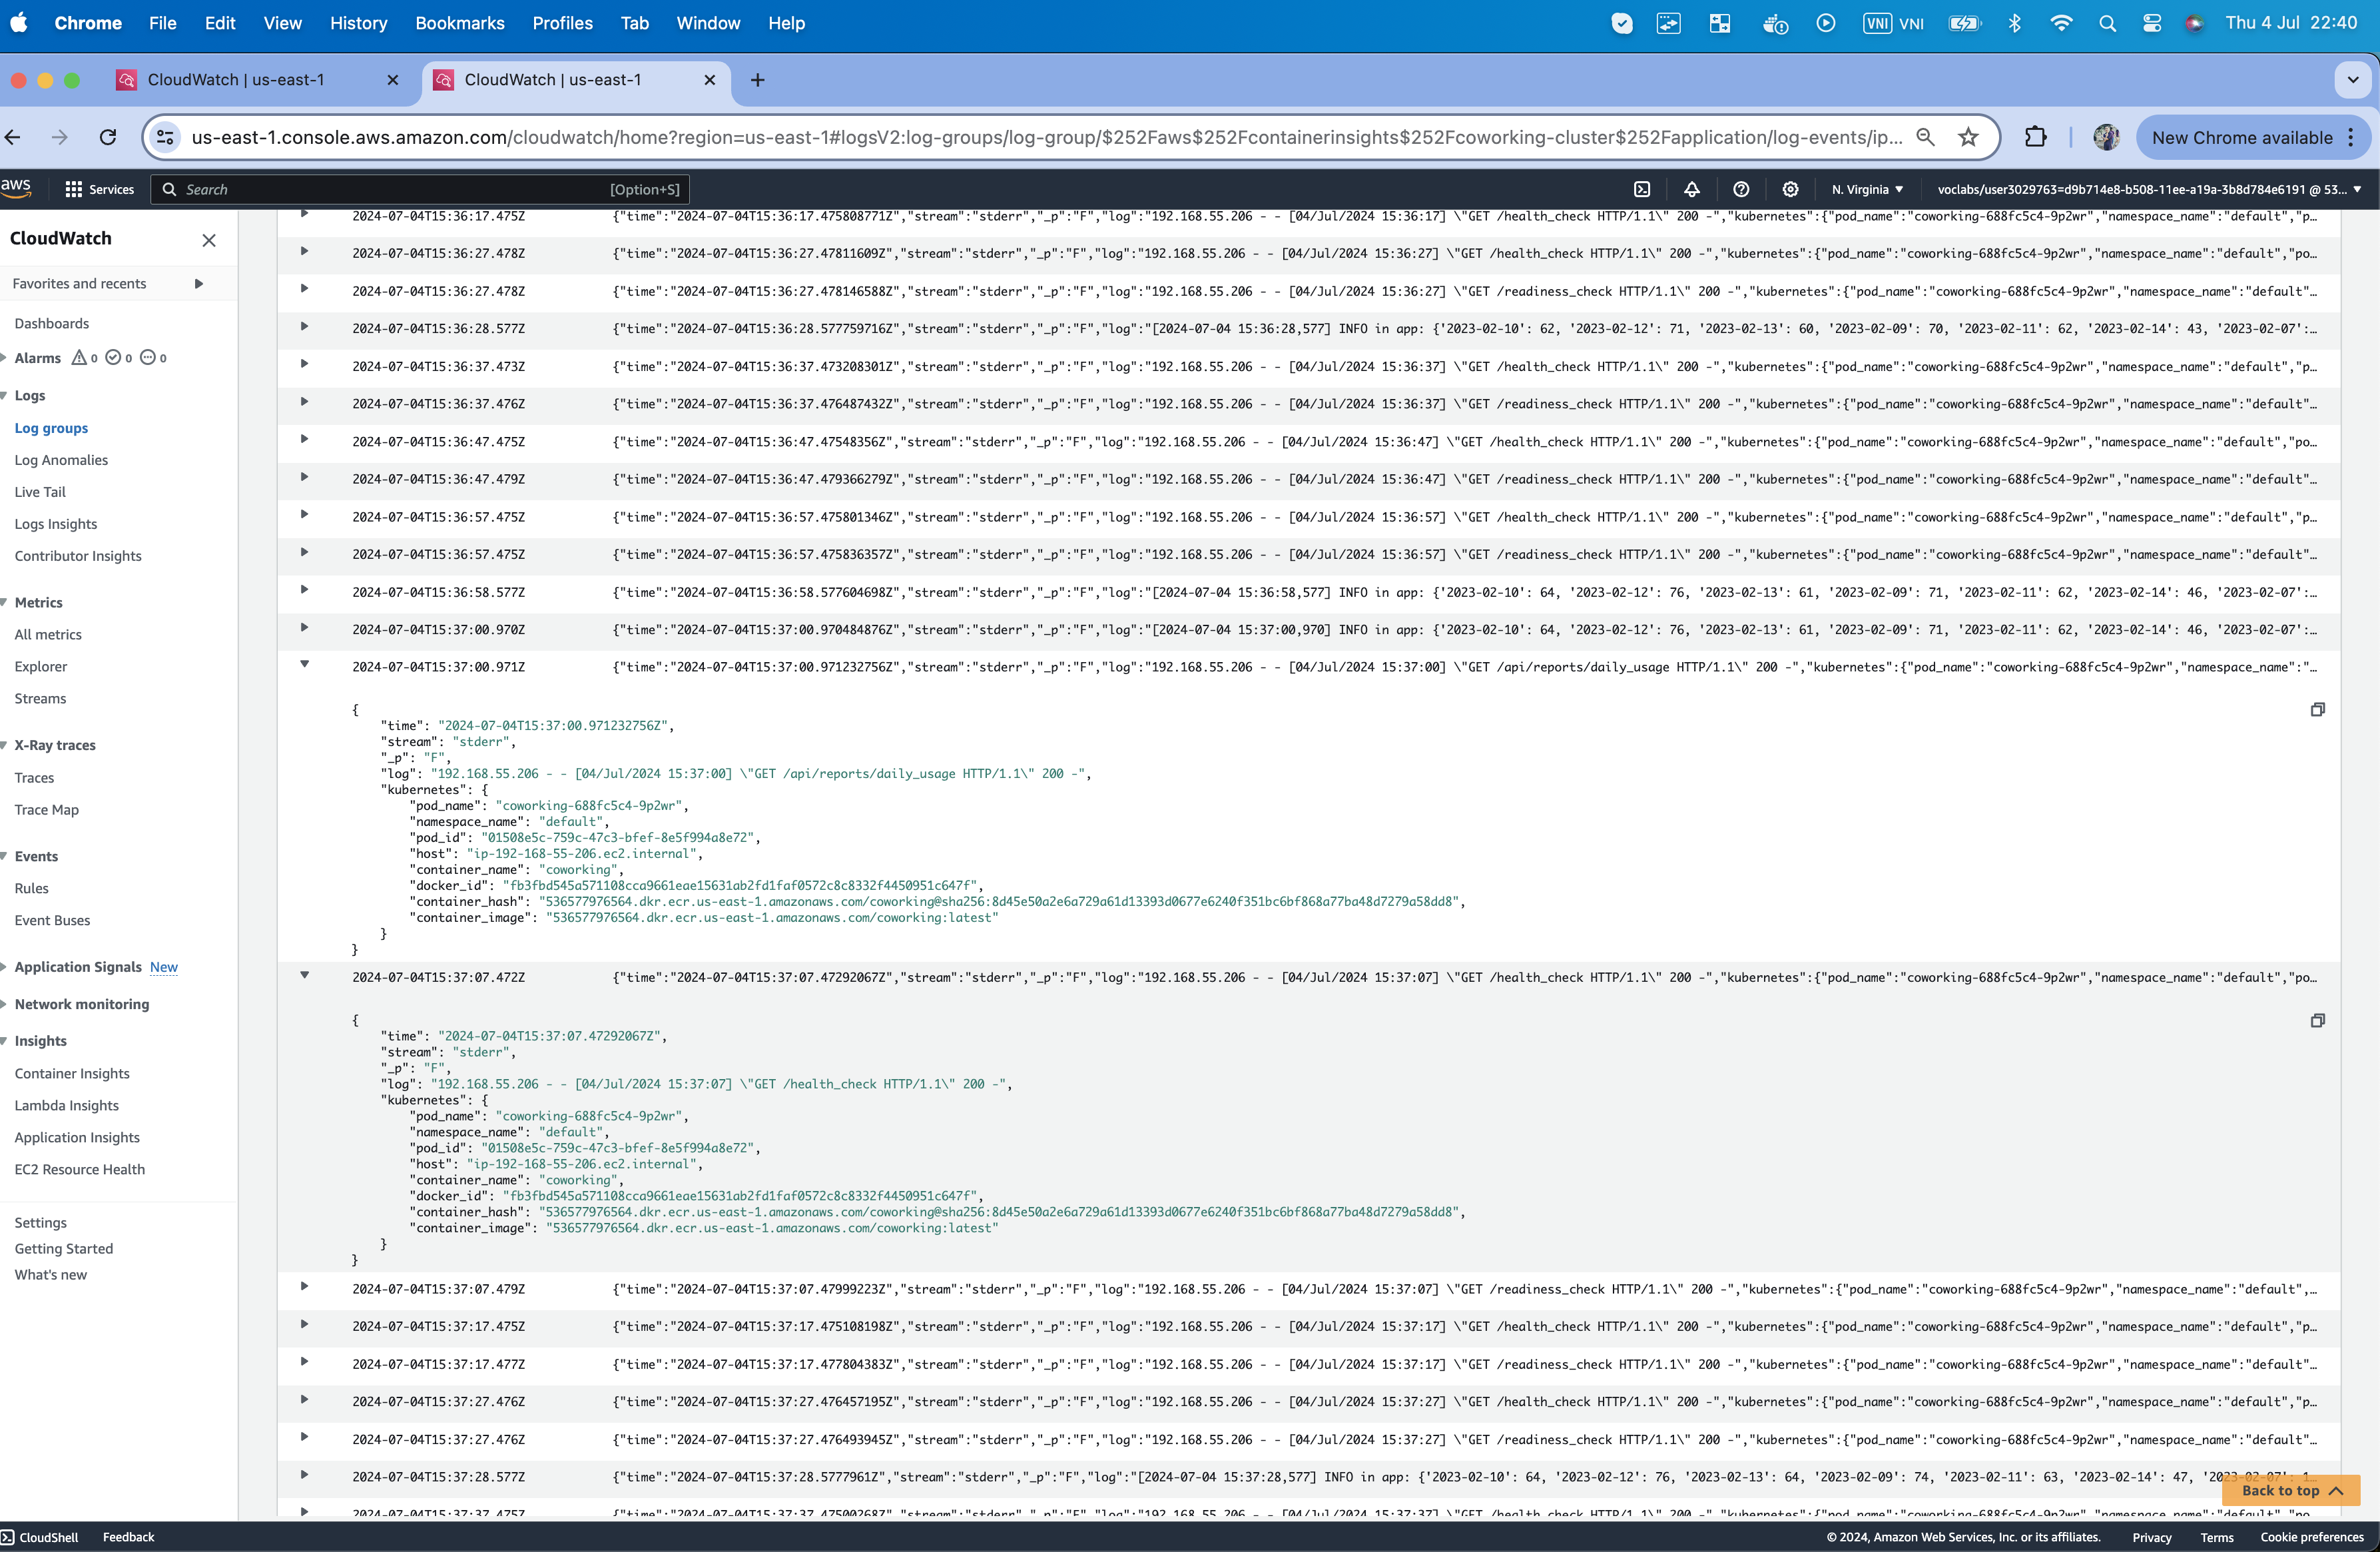 Chrome File Edit View History Bookmarks Profiles Tab Window Help VNI VNI Thu 4 Jul 22:40
CloudWatch | us-east-1 CloudWatch | us-east-1
us-east-1.console.aws.amazon.com/cloudwatch/home?region=us-east-1#logsV2:log-groups/log-group/$252Faws$252Fcontainerinsights$252Fcoworking-cluster$252Fapplication/log-events/ip... New Chrome available
aws Services Search [Option+S] N. Virginia voclabs/user3029763=d9b714e8-b508-11ee-a19a-3b8d784e6191 @ 53...
CloudWatch
Favorites and recents
Dashboards
Alarms 0 0 0
Logs
Log groups
Log Anomalies
Live Tail
Logs Insights
Contributor Insights
Metrics
All metrics
Explorer
Streams
X-Ray traces
Traces
Trace Map
Events
Rules
Event Buses
Application Signals New
Network monitoring
Insights
Container Insights
Lambda Insights
Application Insights
EC2 Resource Health
Settings
Getting Started
What's new
2024-07-04T15:36:17.475Z {"time":"2024-07-04T15:36:17.475808771Z","stream":"stderr","_p":"F","log":"192.168.55.206 - - [04/Jul/2024 15:36:17] \"GET /health_check HTTP/1.1\" 200 -","kubernetes":{"pod_name":"coworking-688fc5c4-9p2wr","namespace_name":"default","p...
2024-07-04T15:36:27.478Z {"time":"2024-07-04T15:36:27.47811609Z","stream":"stderr","_p":"F","log":"192.168.55.206 - - [04/Jul/2024 15:36:27] \"GET /health_check HTTP/1.1\" 200 -","kubernetes":{"pod_name":"coworking-688fc5c4-9p2wr","namespace_name":"default","po...
2024-07-04T15:36:27.478Z {"time":"2024-07-04T15:36:27.478146588Z","stream":"stderr","_p":"F","log":"192.168.55.206 - - [04/Jul/2024 15:36:27] \"GET /readiness_check HTTP/1.1\" 200 -","kubernetes":{"pod_name":"coworking-688fc5c4-9p2wr","namespace_name":"default"...
2024-07-04T15:36:28.577Z {"time":"2024-07-04T15:36:28.577759716Z","stream":"stderr","_p":"F","log":"[2024-07-04 15:36:28,577] INFO in app: {'2023-02-10': 62, '2023-02-12': 71, '2023-02-13': 60, '2023-02-09': 70, '2023-02-11': 62, '2023-02-14': 43, '2023-02-07':...
2024-07-04T15:36:37.473Z {"time":"2024-07-04T15:36:37.473208301Z","stream":"stderr","_p":"F","log":"192.168.55.206 - - [04/Jul/2024 15:36:37] \"GET /health_check HTTP/1.1\" 200 -","kubernetes":{"pod_name":"coworking-688fc5c4-9p2wr","namespace_name":"default","p...
2024-07-04T15:36:37.476Z {"time":"2024-07-04T15:36:37.476487432Z","stream":"stderr","_p":"F","log":"192.168.55.206 - - [04/Jul/2024 15:36:37] \"GET /readiness_check HTTP/1.1\" 200 -","kubernetes":{"pod_name":"coworking-688fc5c4-9p2wr","namespace_name":"default"...
2024-07-04T15:36:47.475Z {"time":"2024-07-04T15:36:47.47548356Z","stream":"stderr","_p":"F","log":"192.168.55.206 - - [04/Jul/2024 15:36:47] \"GET /health_check HTTP/1.1\" 200 -","kubernetes":{"pod_name":"coworking-688fc5c4-9p2wr","namespace_name":"default","po...
2024-07-04T15:36:47.479Z {"time":"2024-07-04T15:36:47.479366279Z","stream":"stderr","_p":"F","log":"192.168.55.206 - - [04/Jul/2024 15:36:47] \"GET /readiness_check HTTP/1.1\" 200 -","kubernetes":{"pod_name":"coworking-688fc5c4-9p2wr","namespace_name":"default"...
2024-07-04T15:36:57.475Z {"time":"2024-07-04T15:36:57.475801346Z","stream":"stderr","_p":"F","log":"192.168.55.206 - - [04/Jul/2024 15:36:57] \"GET /health_check HTTP/1.1\" 200 -","kubernetes":{"pod_name":"coworking-688fc5c4-9p2wr","namespace_name":"default","p...
2024-07-04T15:36:57.475Z {"time":"2024-07-04T15:36:57.475836357Z","stream":"stderr","_p":"F","log":"192.168.55.206 - - [04/Jul/2024 15:36:57] \"GET /readiness_check HTTP/1.1\" 200 -","kubernetes":{"pod_name":"coworking-688fc5c4-9p2wr","namespace_name":"default"...
2024-07-04T15:36:58.577Z {"time":"2024-07-04T15:36:58.577604698Z","stream":"stderr","_p":"F","log":"[2024-07-04 15:36:58,577] INFO in app: {'2023-02-10': 64, '2023-02-12': 76, '2023-02-13': 61, '2023-02-09': 71, '2023-02-11': 62, '2023-02-14': 46, '2023-02-07':...
2024-07-04T15:37:00.970Z {"time":"2024-07-04T15:37:00.970484876Z","stream":"stderr","_p":"F","log":"[2024-07-04 15:37:00,970] INFO in app: {'2023-02-10': 64, '2023-02-12': 76, '2023-02-13': 61, '2023-02-09': 71, '2023-02-11': 62, '2023-02-14': 46, '2023-02-07':...
2024-07-04T15:37:00.971Z {"time":"2024-07-04T15:37:00.971232756Z","stream":"stderr","_p":"F","log":"192.168.55.206 - - [04/Jul/2024 15:37:00] \"GET /api/reports/daily_usage HTTP/1.1\" 200 -","kubernetes":{"pod_name":"coworking-688fc5c4-9p2wr","namespace_name":"...
{
"time": "2024-07-04T15:37:00.971232756Z",
"stream": "stderr",
"_p": "F",
"log": "192.168.55.206 - - [04/Jul/2024 15:37:00] \"GET /api/reports/daily_usage HTTP/1.1\" 200 -",
"kubernetes": {
"pod_name": "coworking-688fc5c4-9p2wr",
"namespace_name": "default",
"pod_id": "01508e5c-759c-47c3-bfef-8e5f994a8e72",
"host": "ip-192-168-55-206.ec2.internal",
"container_name": "coworking",
"docker_id": "fb3fbd545a571108cca9661eae15631ab2fd1faf0572c8c8332f4450951c647f",
"container_hash": "536577976564.dkr.ecr.us-east-1.amazonaws.com/coworking@sha256:8d45e50a2e6a729a61d13393d0677e6240f351bc6bf868a77ba48d7279a58dd8",
"container_image": "536577976564.dkr.ecr.us-east-1.amazonaws.com/coworking:latest"
}
}
2024-07-04T15:37:07.472Z {"time":"2024-07-04T15:37:07.47292067Z","stream":"stderr","_p":"F","log":"192.168.55.206 - - [04/Jul/2024 15:37:07] \"GET /health_check HTTP/1.1\" 200 -","kubernetes":{"pod_name":"coworking-688fc5c4-9p2wr","namespace_name":"default","po...
{
"time": "2024-07-04T15:37:07.47292067Z",
"stream": "stderr",
"_p": "F",
"log": "192.168.55.206 - - [04/Jul/2024 15:37:07] \"GET /health_check HTTP/1.1\" 200 -",
"kubernetes": {
"pod_name": "coworking-688fc5c4-9p2wr",
"namespace_name": "default",
"pod_id": "01508e5c-759c-47c3-bfef-8e5f994a8e72",
"host": "ip-192-168-55-206.ec2.internal",
"container_name": "coworking",
"docker_id": "fb3fbd545a571108cca9661eae15631ab2fd1faf0572c8c8332f4450951c647f",
"container_hash": "536577976564.dkr.ecr.us-east-1.amazonaws.com/coworking@sha256:8d45e50a2e6a729a61d13393d0677e6240f351bc6bf868a77ba48d7279a58dd8",
"container_image": "536577976564.dkr.ecr.us-east-1.amazonaws.com/coworking:latest"
}
}
2024-07-04T15:37:07.479Z {"time":"2024-07-04T15:37:07.47999223Z","stream":"stderr","_p":"F","log":"192.168.55.206 - - [04/Jul/2024 15:37:07] \"GET /readiness_check HTTP/1.1\" 200 -","kubernetes":{"pod_name":"coworking-688fc5c4-9p2wr","namespace_name":"default",...
2024-07-04T15:37:17.475Z {"time":"2024-07-04T15:37:17.475108198Z","stream":"stderr","_p":"F","log":"192.168.55.206 - - [04/Jul/2024 15:37:17] \"GET /health_check HTTP/1.1\" 200 -","kubernetes":{"pod_name":"coworking-688fc5c4-9p2wr","namespace_name":"default","p...
2024-07-04T15:37:17.477Z {"time":"2024-07-04T15:37:17.477804383Z","stream":"stderr","_p":"F","log":"192.168.55.206 - - [04/Jul/2024 15:37:17] \"GET /readiness_check HTTP/1.1\" 200 -","kubernetes":{"pod_name":"coworking-688fc5c4-9p2wr","namespace_name":"default"...
2024-07-04T15:37:27.476Z {"time":"2024-07-04T15:37:27.476457195Z","stream":"stderr","_p":"F","log":"192.168.55.206 - - [04/Jul/2024 15:37:27] \"GET /health_check HTTP/1.1\" 200 -","kubernetes":{"pod_name":"coworking-688fc5c4-9p2wr","namespace_name":"default","p...
2024-07-04T15:37:27.476Z {"time":"2024-07-04T15:37:27.476493945Z","stream":"stderr","_p":"F","log":"192.168.55.206 - - [04/Jul/2024 15:37:27] \"GET /readiness_check HTTP/1.1\" 200 -","kubernetes":{"pod_name":"coworking-688fc5c4-9p2wr","namespace_name":"default"...
2024-07-04T15:37:28.577Z {"time":"2024-07-04T15:37:28.5777961Z","stream":"stderr","_p":"F","log":"[2024-07-04 15:37:28,577] INFO in app: {'2023-02-10': 64, '2023-02-12': 76, '2023-02-13': 64, '2023-02-09': 74, '2023-02-11': 63, '2023-02-14': 47, '2023-02-07': 1...
Back to top
CloudShell Feedback © 2024, Amazon Web Services, Inc. or its affiliates. Privacy Terms Cookie preferences